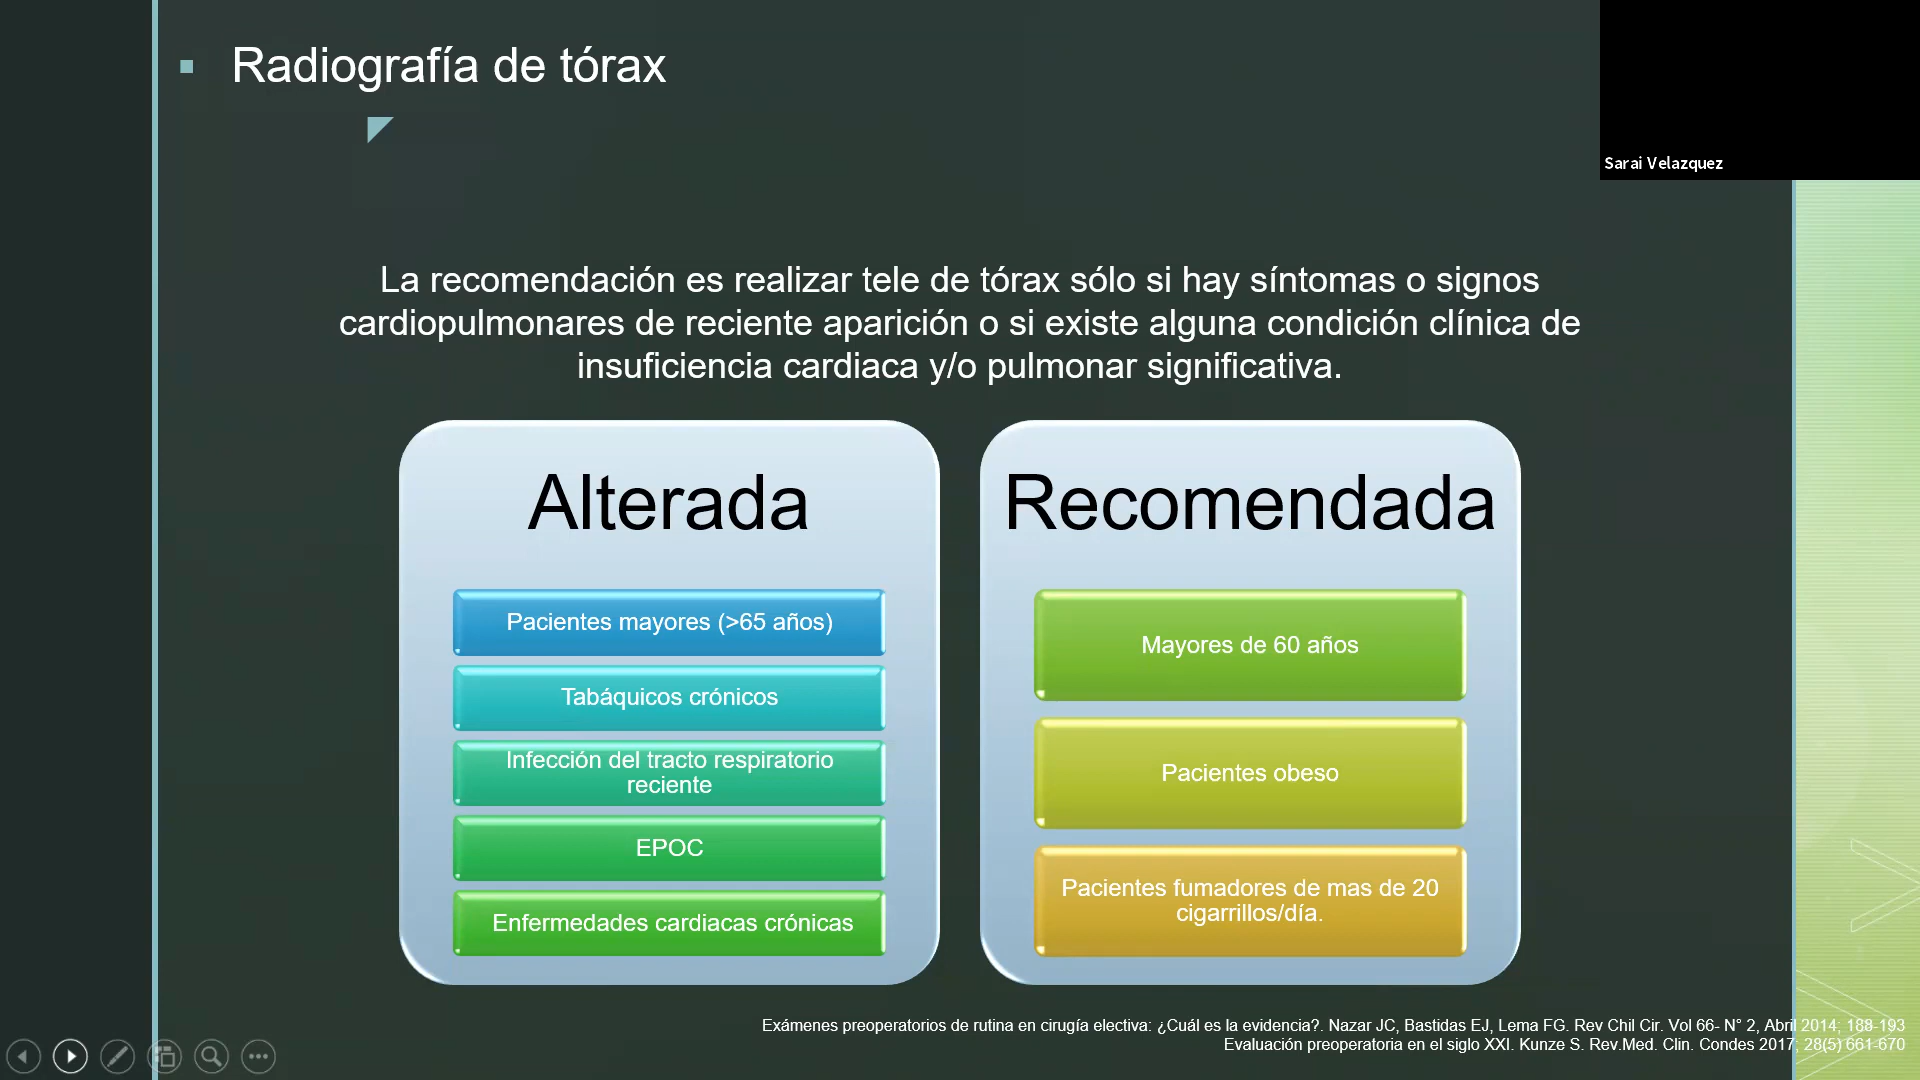 Radiografía de tórax
Sarai Velazquez
La recomendación es realizar tele de tórax sólo si hay síntomas o signos
cardiopulmonares de reciente aparición o si existe alguna condición clínica de
insuficiencia cardiaca y/o pulmonar significativa.
Alterada
Pacientes mayores (>65 años)
Tabáquicos crónicos
Infección del tracto respiratorio
reciente
EPOC
Enfermedades cardiacas crónicas
Recomendada
Mayores de 60 años
Pacientes obeso
Pacientes fumadores de mas de 20
cigarrillos/día.
Exámenes preoperatorios de rutina en cirugía electiva: ¿Cuál es la evidencia?. Nazar JC, Bastidas EJ, Lema FG. Rev Chil Cir. Vol 66- N° 2, Abril 2014; 188-193
Evaluación preoperatoria en el siglo XXI. Kunze S. Rev.Med. Clin. Condes 2017; 28(5) 661-670